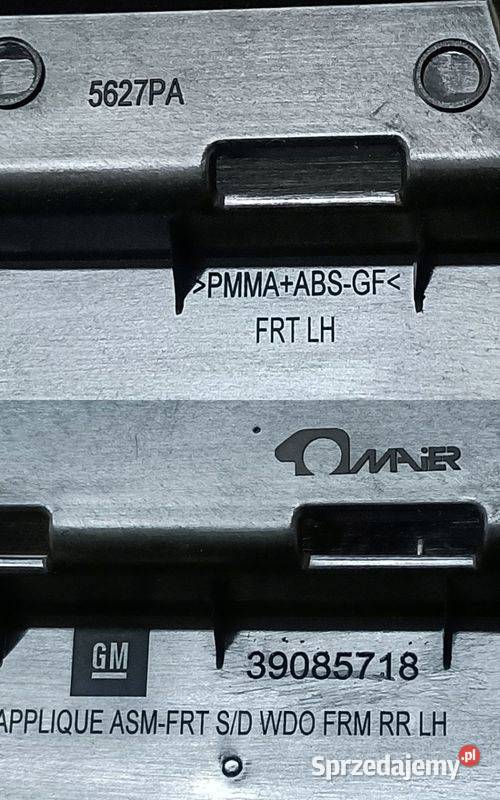 5627PA
>PMMA+ABS-GF<
FRT LH
MAIER
GM
39085718
APPLIQUE ASM-FRT S/D WDO FRM RR LH
Sprzedajemy.pl